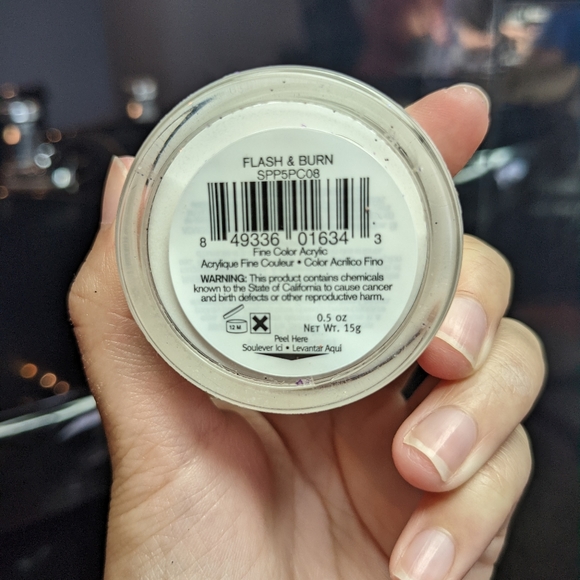 FLASH & BURN
SPP5PC08
8 49336 01634 3
Fine Color Acrylic
Acrylique Fine Couleur • Color Acrílico Fino
WARNING: This product contains chemicals
known to the State of California to cause cancer
and birth defects or other reproductive harm.
12 M
0.5 oz
NET WT. 15g
Peel Here
Soulever Ici • Levantar Aqui